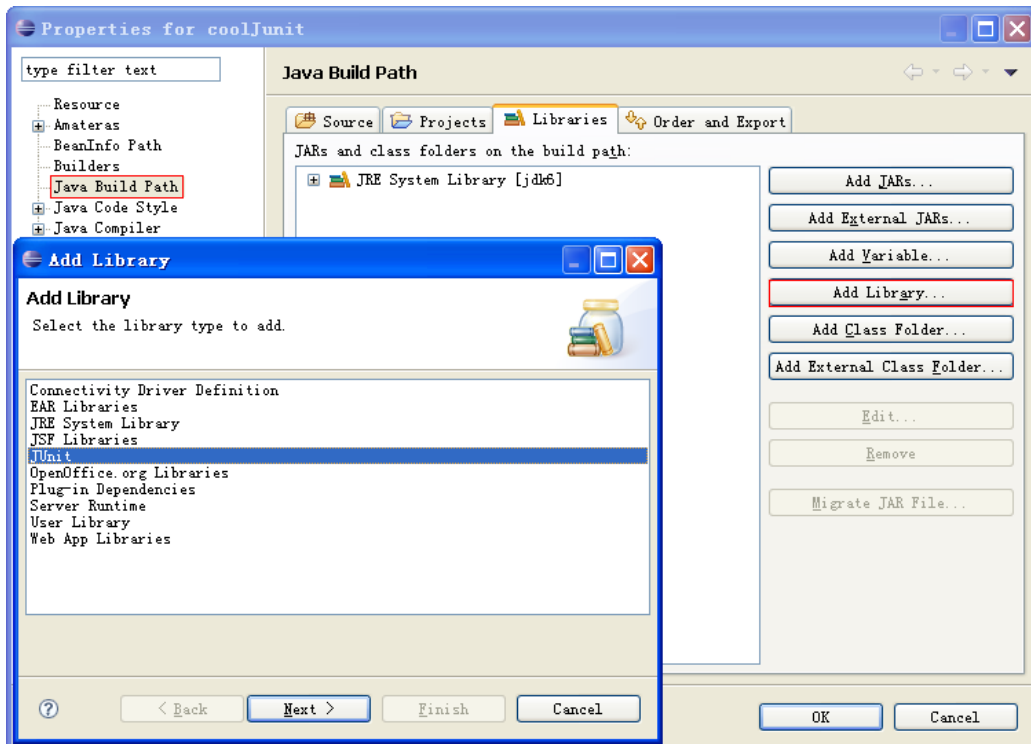 Properties for coolJunit
type filter text
Resource
Amateras
BeanInfo Path
Builders
Java Build Path
Java Code Style
Java Compiler
Java Build Path
Source
Projects
Libraries
Order and Export
JARs and class folders on the build path:
JRE System Library [jdk6]
Add JARs...
Add External JARs...
Add Variable...
Add Library...
Add Class Folder...
Add External Class Folder...
Edit...
Remove
Migrate JAR File...
OK
Cancel
Add Library
Add Library
Select the library type to add.
Connectivity Driver Definition
EAR Libraries
JRE System Library
JSF Libraries
JUnit
OpenOffice.org Libraries
Plug-in Dependencies
Server Runtime
User Library
Web App Libraries
?
< Back
Next >
Finish
Cancel